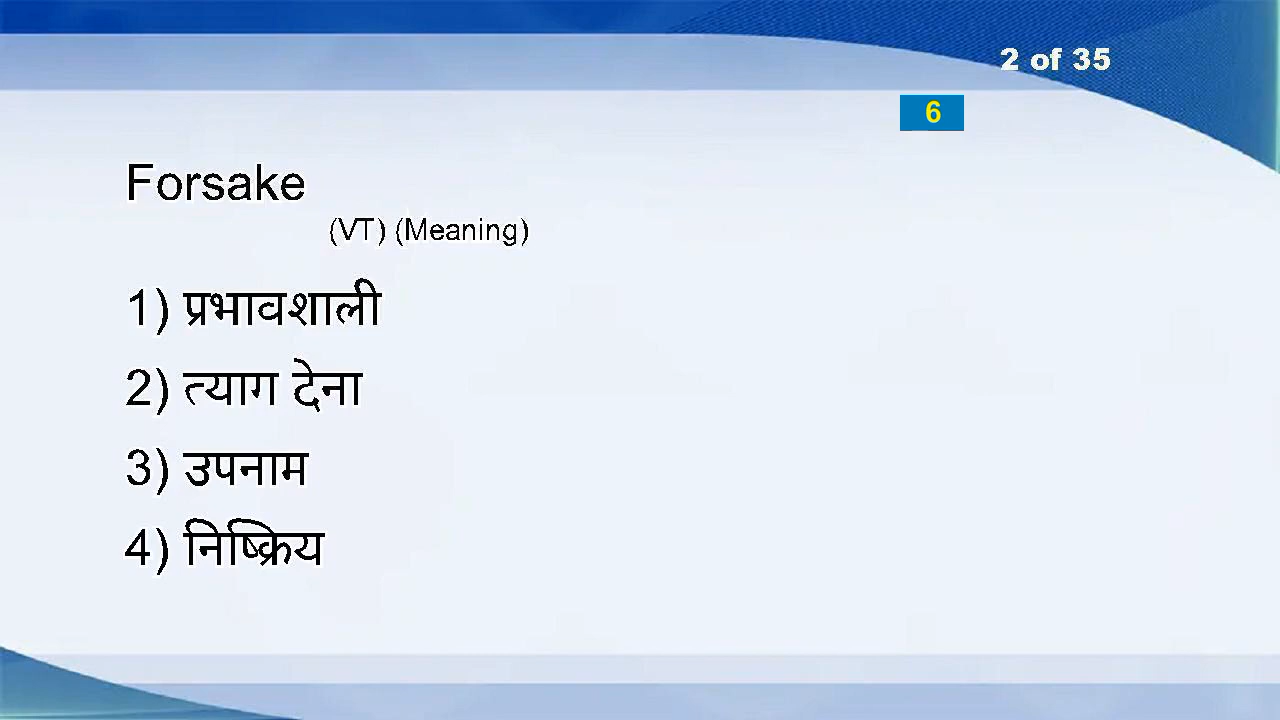 2 of 35
6
Forsake
(VT) (Meaning)
1) प्रभावशाली
2) त्याग देना
3) उपनाम
4) निष्क्रिय